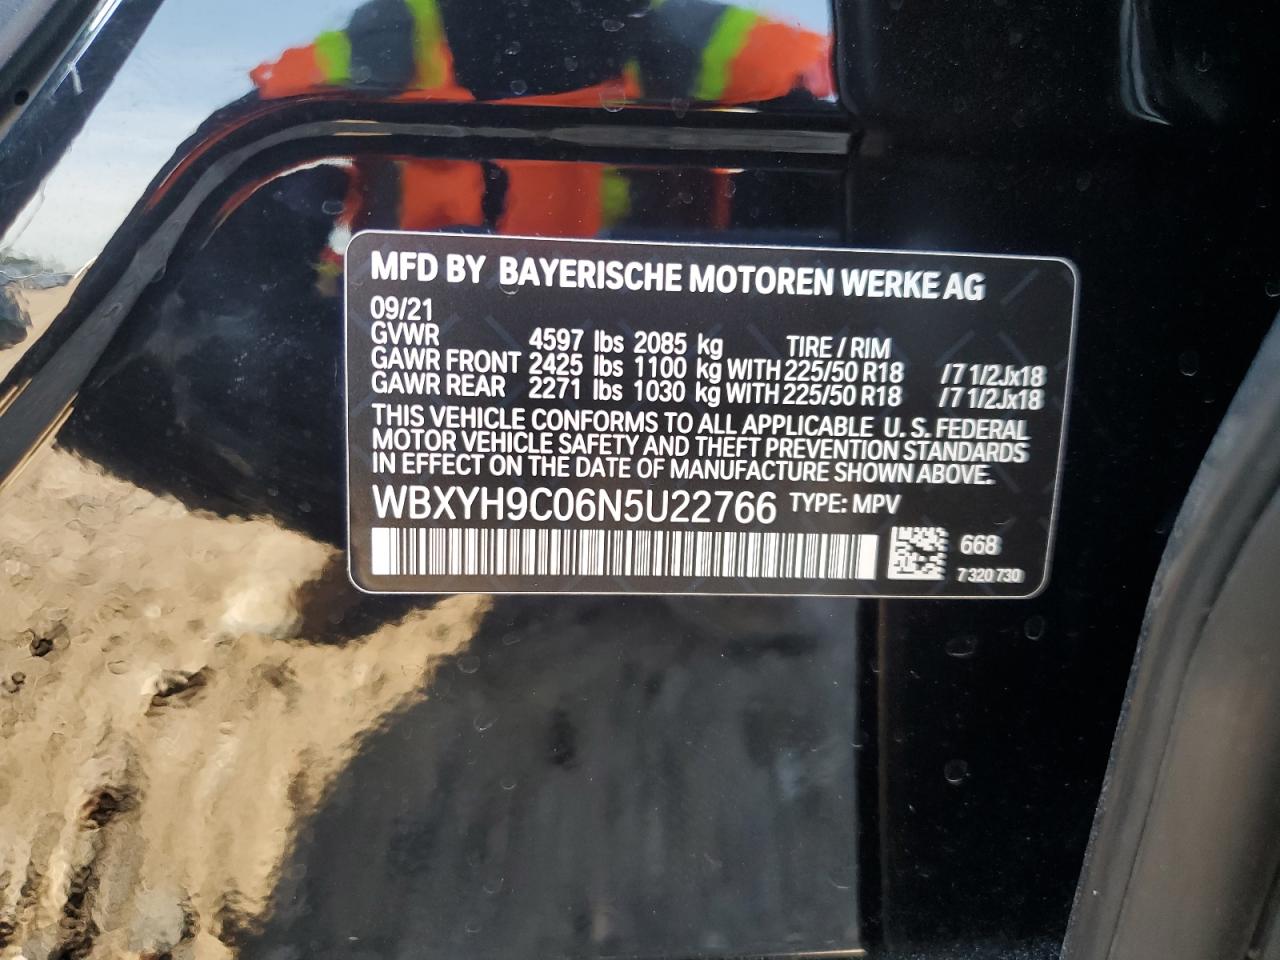 MFD BY BAYERISCHE MOTOREN WERKE AG
09/21
GVWR 4597 lbs 2085 kg TIRE / RIM
GAWR FRONT 2425 lbs 1100 kg WITH 225/50 R18 /7 1/2Jx18
GAWR REAR 2271 lbs 1030 kg WITH 225/50 R18 /7 1/2Jx18
THIS VEHICLE CONFORMS TO ALL APPLICABLE U. S. FEDERAL
MOTOR VEHICLE SAFETY AND THEFT PREVENTION STANDARDS
IN EFFECT ON THE DATE OF MANUFACTURE SHOWN ABOVE.
WBXYH9C06N5U22766 TYPE: MPV
668
7 320 730